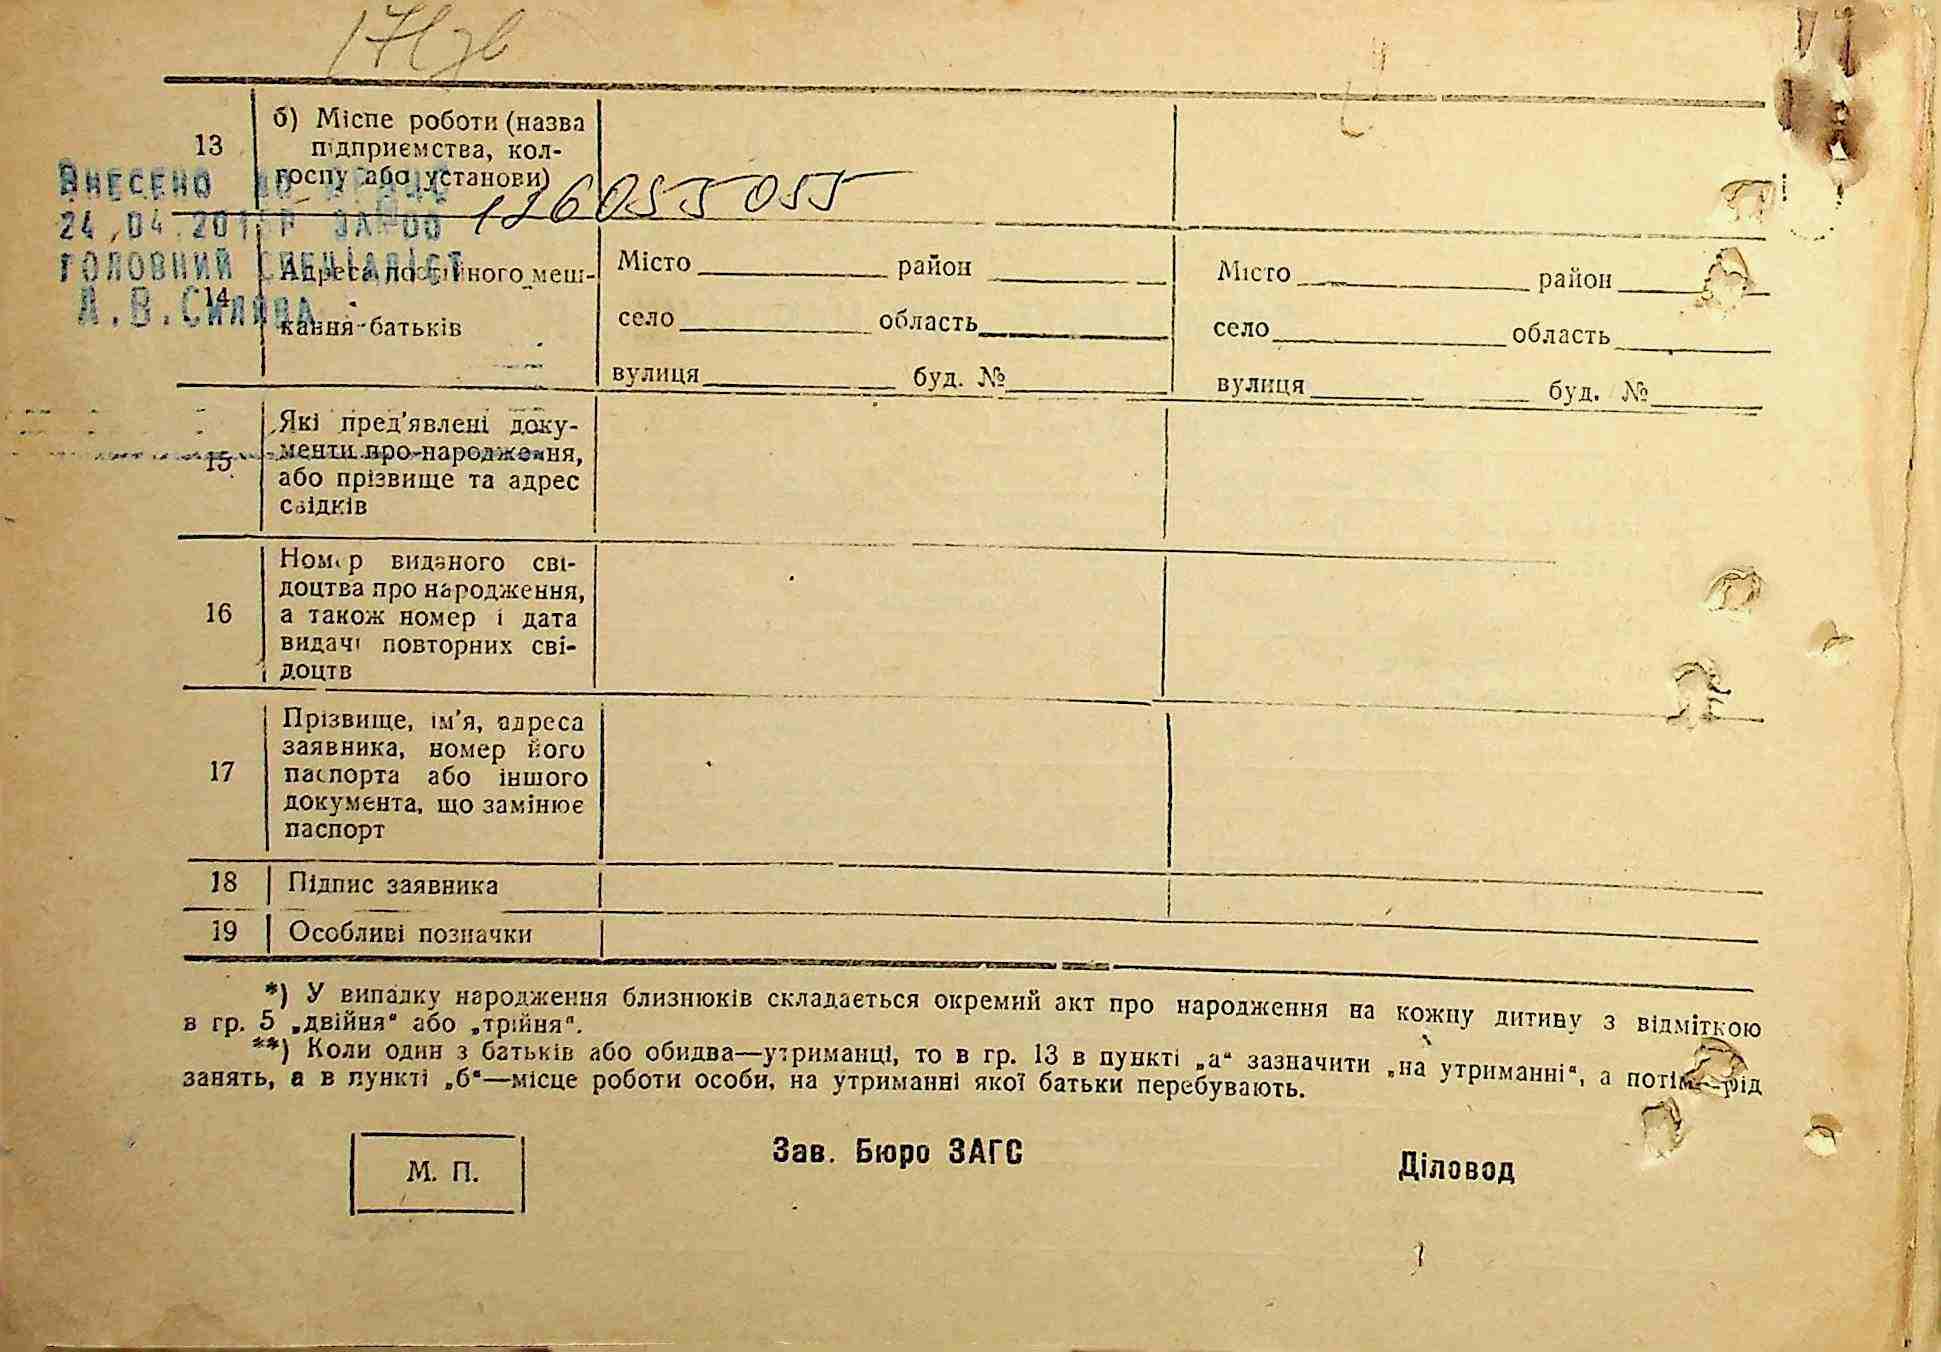 13 б) Місце роботи (назва
підприємства, кол-
госпу або установи)
Внесено до
24.04.201 р за №00 126055055
головний спеціаліст
А.В.Силова
14 Адреса постійного меш-
кання батьків
Місто район Місто район
село область село область
вулиця буд. № вулиця буд. №
15 Які пред'явлені доку-
менти про народження,
або прізвище та адрес
свідків
16 Номер виданого сві-
доцтва про народження,
а також номер і дата
видачі повторних сві-
доцтв
17 Прізвище, ім'я, адреса
заявника, номер його
паспорта або іншого
документа, що замінює
паспорт
18 Підпис заявника
19 Особливі позначки
*) У випадку народження близнюків складається окремий акт про народження на кожну дитину з відміткою
в гр. 5 „двійня“ або „трійня“.
**) Коли один з батьків або обидва—утриманці, то в гр. 13 в пункті „а“ зазначити „на утриманні“, а потім—рід
занять, а в пункті „б“—місце роботи особи, на утриманні якої батьки перебувають.
М. П.
Зав. Бюро ЗАГС
Діловод